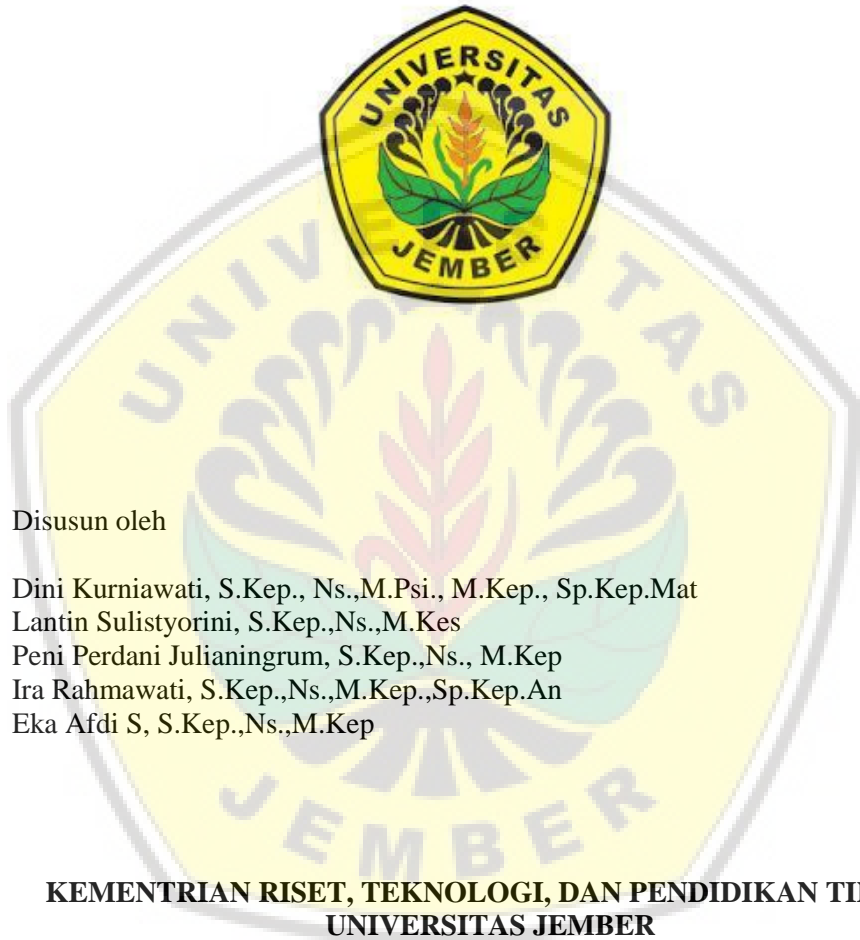 UNIVERSITAS
JEMBER
UNIVERSITAS
Disusun oleh
Dini Kurniawati, S.Kep., Ns.,M.Psi., M.Kep., Sp.Kep.Mat
Lantin Sulistyorini, S.Kep.,Ns.,M.Kes
Peni Perdani Julianingrum, S.Kep.,Ns., M.Kep
Ira Rahmawati, S.Kep.,Ns.,M.Kep.,Sp.Kep.An
Eka Afdi S, S.Kep.,Ns.,M.Kep
JEMBER
KEMENTRIAN RISET, TEKNOLOGI, DAN PENDIDIKAN
UNIVERSITAS JEMBER